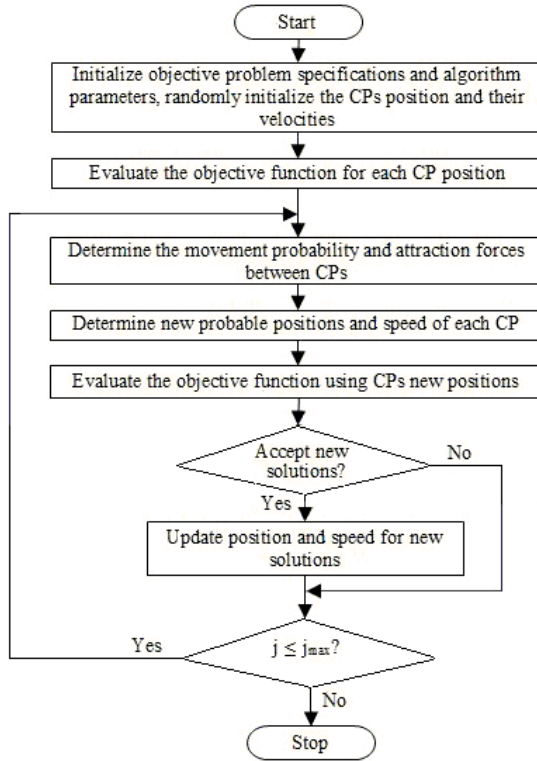 Start
Initialize objective problem specifications and algorithm
parameters, randomly initialize the CPs position and their
velocities
Evaluate the objective function for each CP position
Determine the movement probability and attraction forces
between CPs
Determine new probable positions and speed of each CP
Evaluate the objective function using CPs new positions
Accept new
solutions?
No
Yes
Update position and speed for new
solutions
Yes
j ≤ jmax?
No
Stop